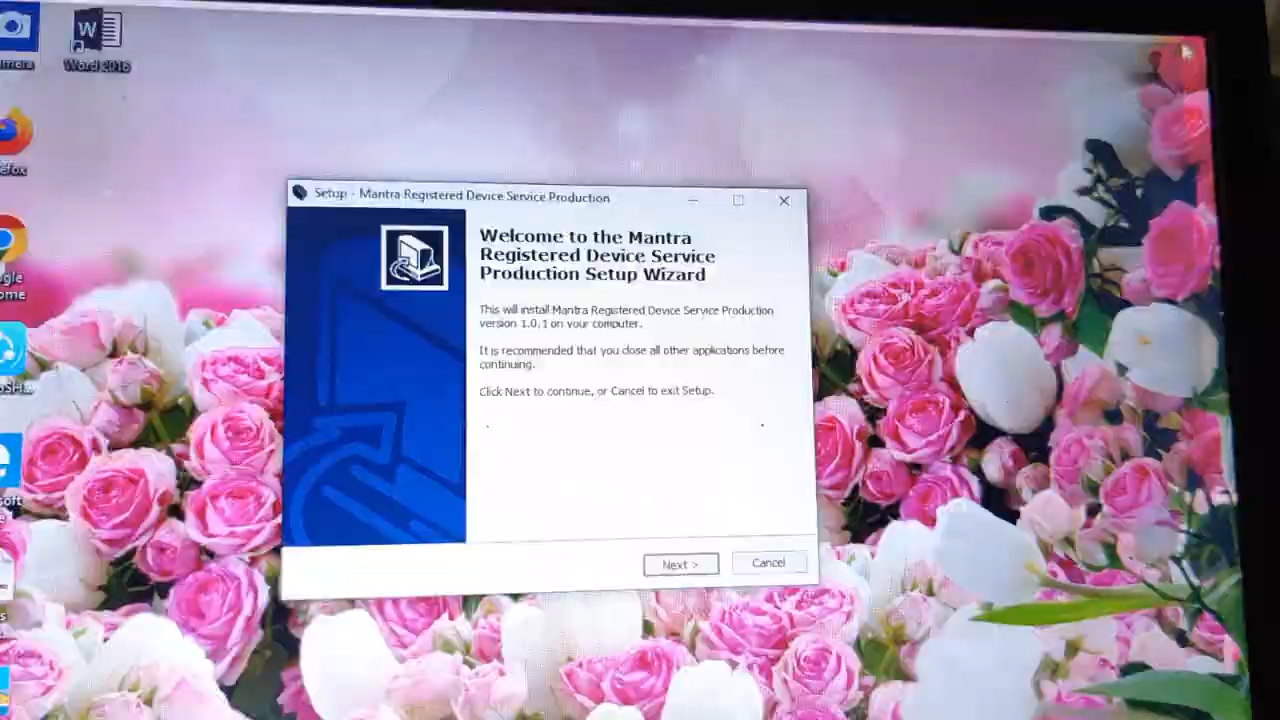 Word 2016
Setup - Mantra Registered Device Service Production
Welcome to the Mantra
Registered Device Service
Production Setup Wizard
This will install Mantra Registered Device Service Production
version 1.0.1 on your computer.
It is recommended that you close all other applications before
continuing.
Click Next to continue, or Cancel to exit Setup.
Next >
Cancel